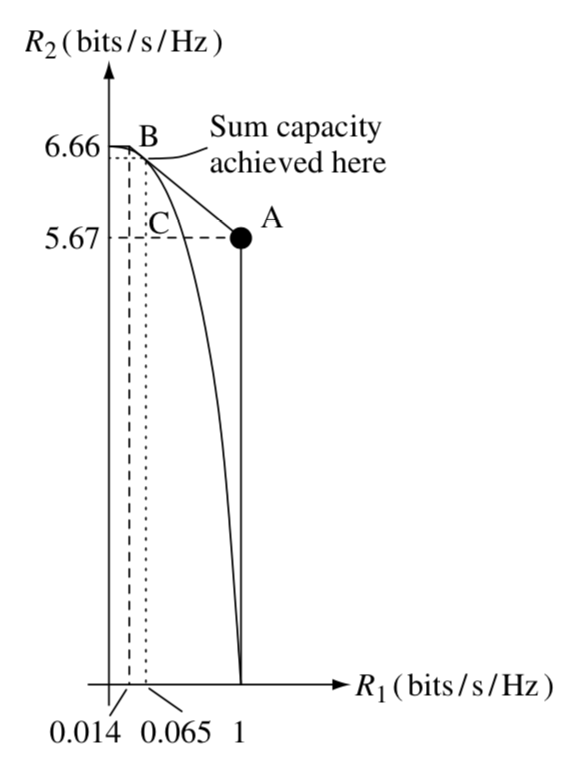 R₂ (bits/s/Hz)
6.66
B
Sum capacity
achieved here
5.67
C
A
R₁ (bits/s/Hz)
0.014
0.065
1